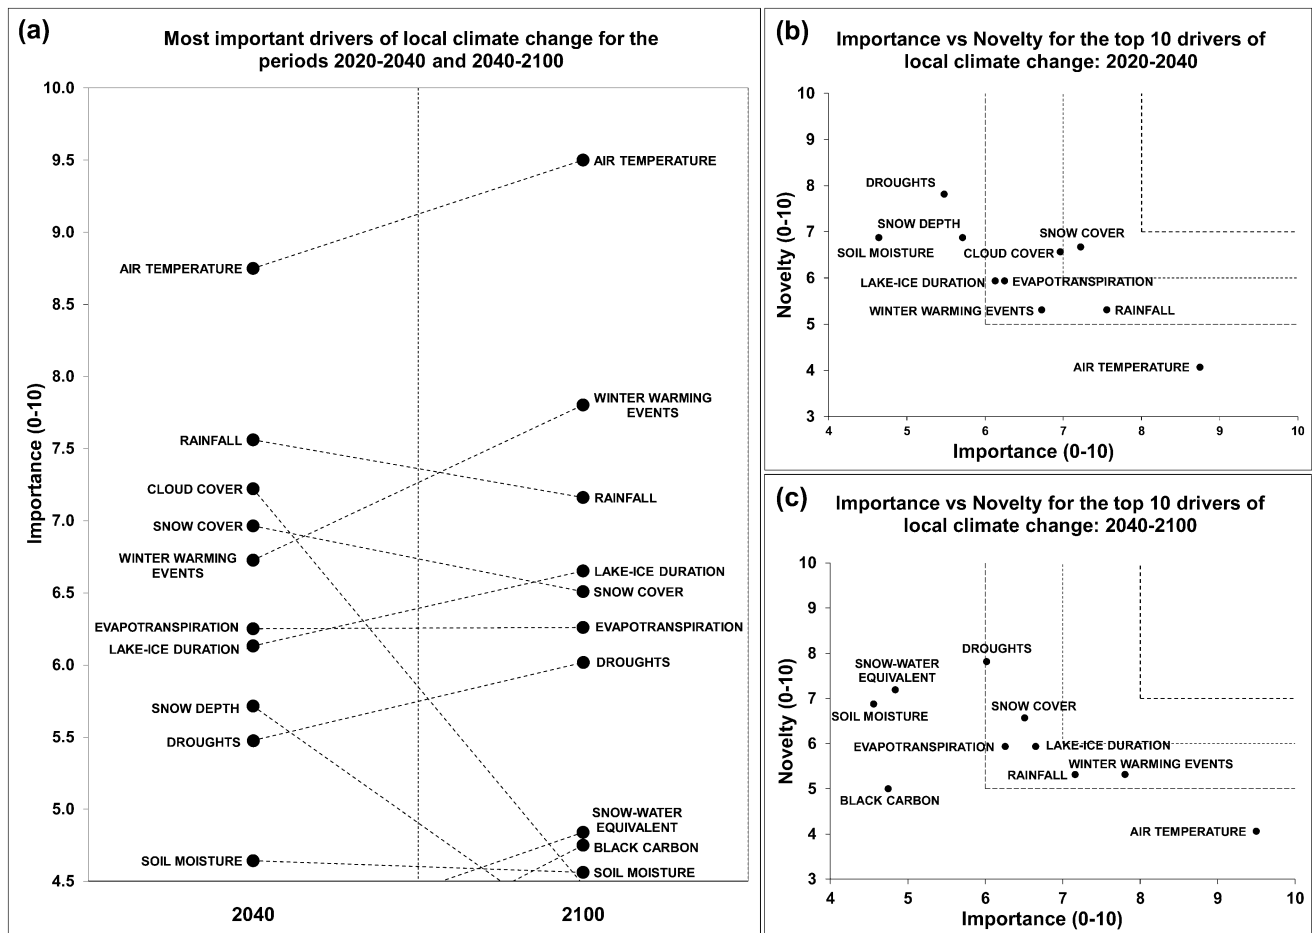 (a)
Most important drivers of local climate change for the
periods 2020-2040 and 2040-2100
Importance (0-10)
10.0
9.5
9.0
8.5
8.0
7.5
7.0
6.5
6.0
5.5
5.0
4.5
AIR TEMPERATURE
RAINFALL
CLOUD COVER
SNOW COVER
WINTER WARMING
EVENTS
EVAPOTRANSPIRATION
LAKE-ICE DURATION
SNOW DEPTH
DROUGHTS
SOIL MOISTURE
AIR TEMPERATURE
WINTER WARMING
EVENTS
RAINFALL
LAKE-ICE DURATION
SNOW COVER
EVAPOTRANSPIRATION
DROUGHTS
SNOW-WATER
EQUIVALENT
BLACK CARBON
SOIL MOISTURE
2040
2100
(b)
Importance vs Novelty for the top 10 drivers of
local climate change: 2020-2040
Novelty (0-10)
10
9
8
7
6
5
4
3
DROUGHTS
SNOW DEPTH
SNOW COVER
SOIL MOISTURE
CLOUD COVER
LAKE-ICE DURATION
EVAPOTRANSPIRATION
WINTER WARMING EVENTS
RAINFALL
AIR TEMPERATURE
4
5
6
7
8
9
10
Importance (0-10)
(c)
Importance vs Novelty for the top 10 drivers of
local climate change: 2040-2100
Novelty (0-10)
10
9
8
7
6
5
4
3
DROUGHTS
SNOW-WATER
EQUIVALENT
SNOW COVER
SOIL MOISTURE
EVAPOTRANSPIRATION
LAKE-ICE DURATION
WINTER WARMING EVENTS
RAINFALL
BLACK CARBON
AIR TEMPERATURE
4
5
6
7
8
9
10
Importance (0-10)